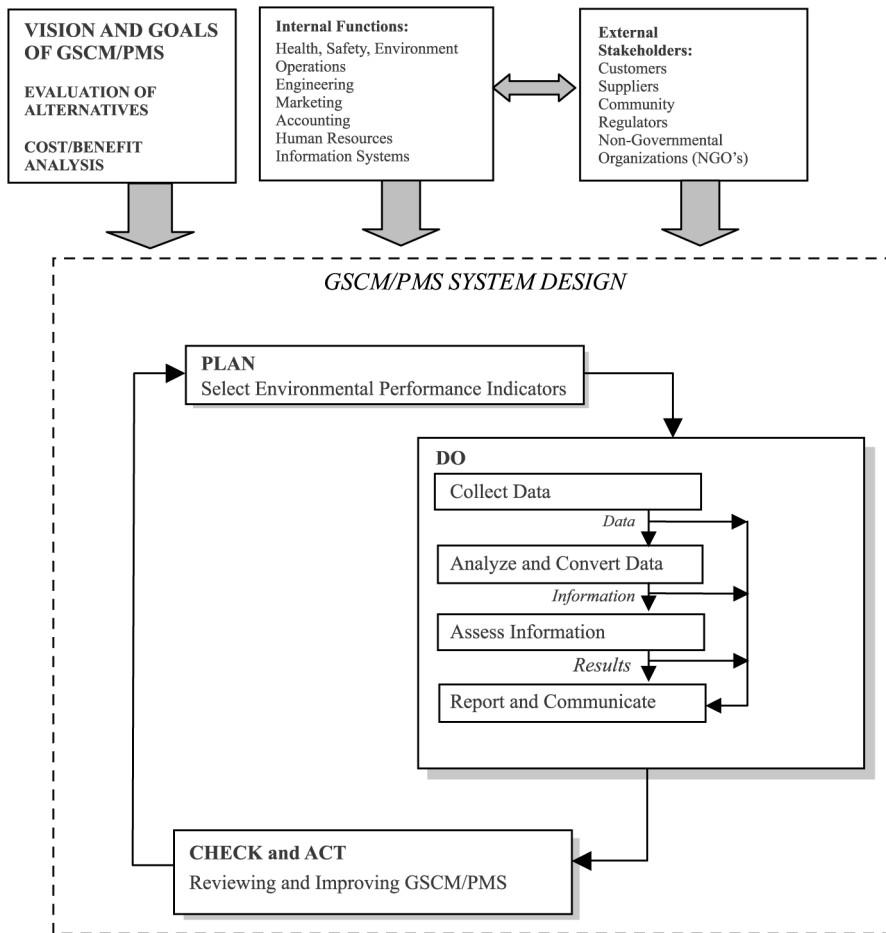 VISION AND GOALS
OF GSCM/PMS
EVALUATION OF
ALTERNATIVES
COST/BENEFIT
ANALYSIS
Internal Functions:
Health, Safety, Environment
Operations
Engineering
Marketing
Accounting
Human Resources
Information Systems
External
Stakeholders:
Customers
Suppliers
Community
Regulators
Non-Governmental
Organizations (NGO's)
GSCM/PMS SYSTEM DESIGN
PLAN
Select Environmental Performance Indicators
DO
Collect Data
Data
Analyze and Convert Data
Information
Assess Information
Results
Report and Communicate
CHECK and ACT
Reviewing and Improving GSCM/PMS